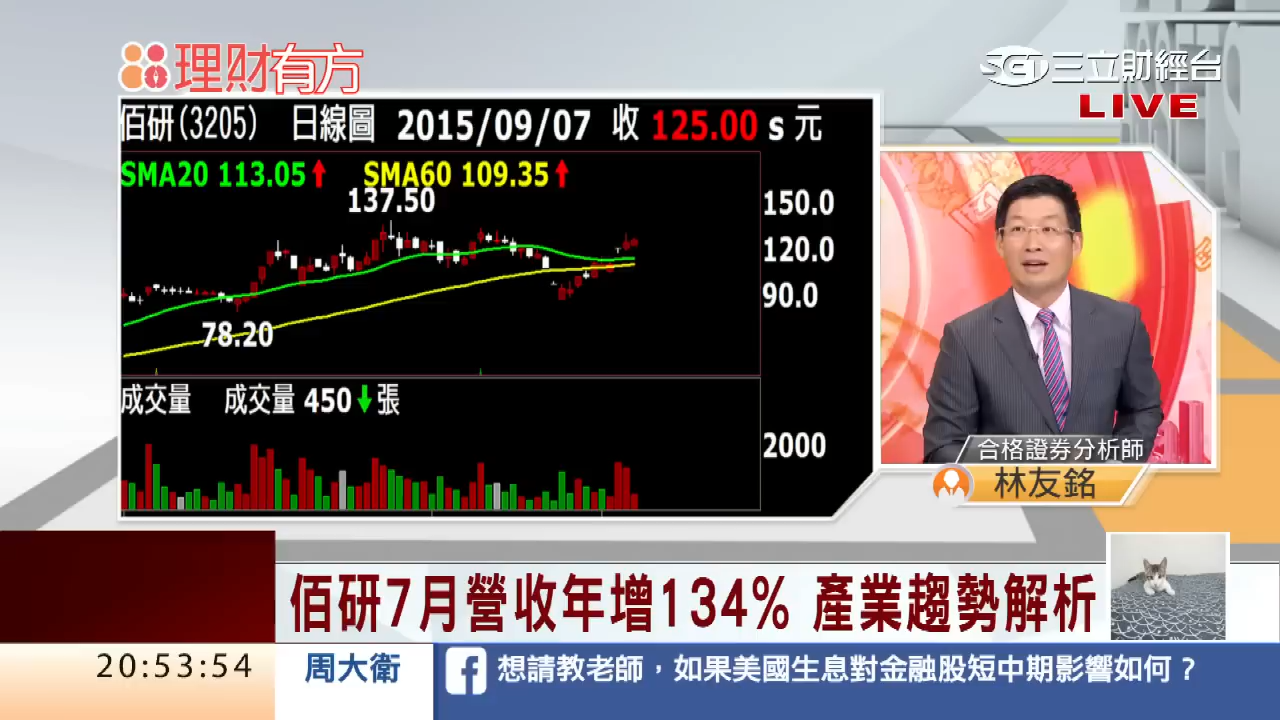 理財有方
SGT 三立財經台
LIVE
佰研(3205) 日線圖 2015/09/07 收 125.00 s 元
SMA20 113.05↑ SMA60 109.35↑
137.50
150.0
120.0
90.0
78.20
成交量 成交量 450↓張
2000
合格證券分析師
林友銘
佰研7月營收年增134% 產業趨勢解析
20:53:54 周大衛 f 想請教老師，如果美國生息對金融股短中期影響如何？